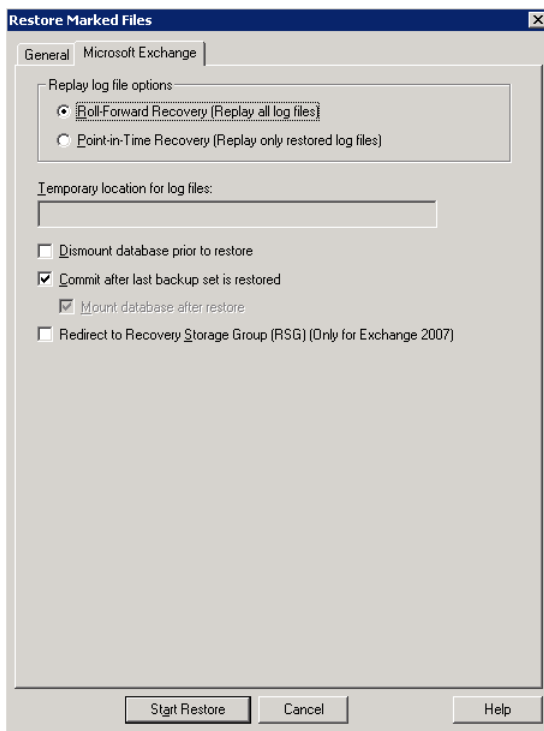 Restore Marked Files
General
Microsoft Exchange
Replay log file options
Roll-Forward Recovery (Replay all log files)
Point-in-Time Recovery (Replay only restored log files)
Temporary location for log files:
Dismount database prior to restore
Commit after last backup set is restored
Mount database after restore
Redirect to Recovery Storage Group (RSG) (Only for Exchange 2007)
Start Restore
Cancel
Help